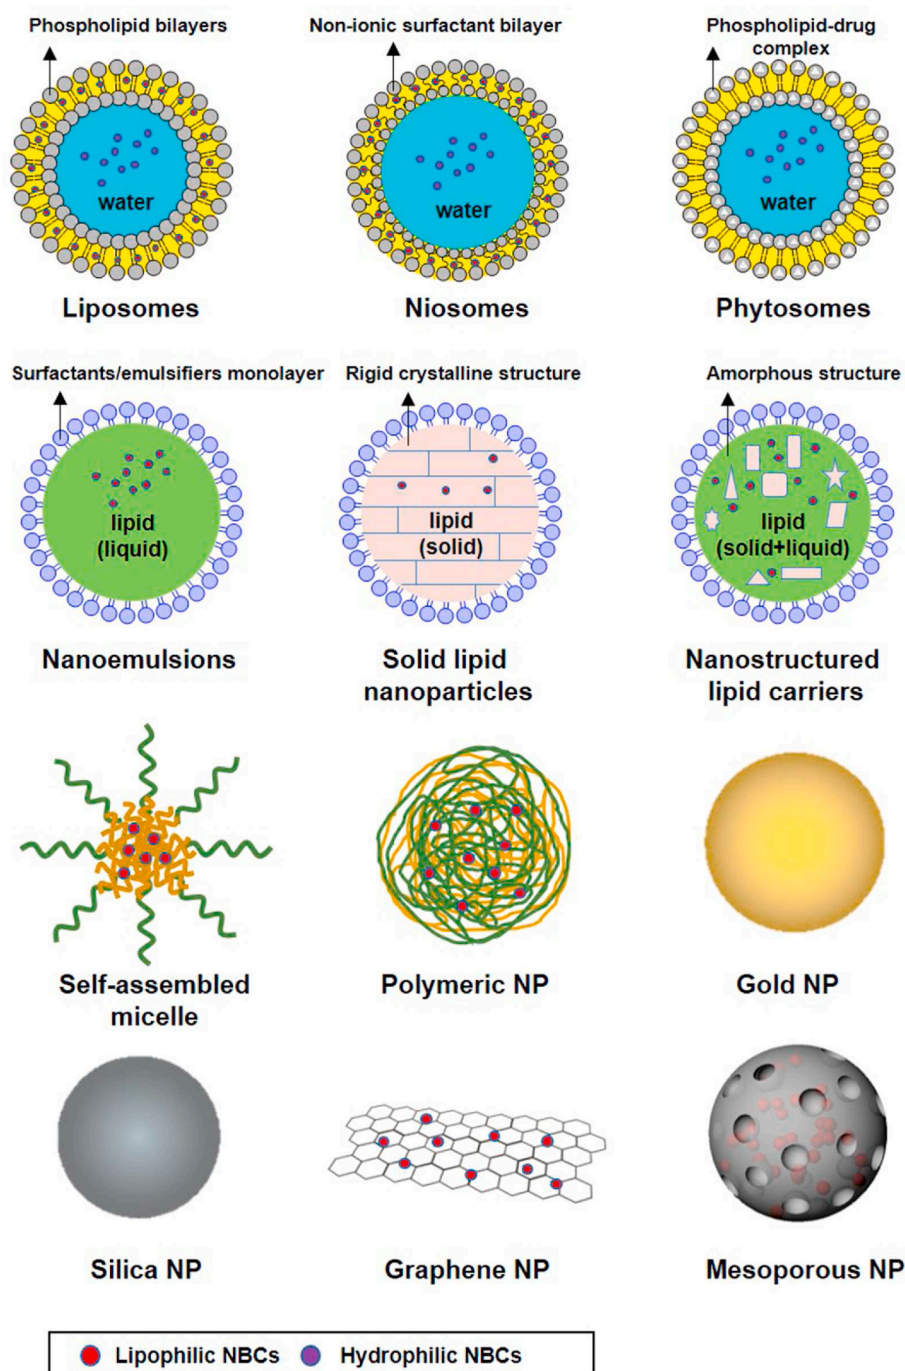 Phospholipid bilayers
Non-ionic surfactant bilayer
Phospholipid-drug
complex
water
water
water
Liposomes
Niosomes
Phytosomes
Surfactants/emulsifiers monolayer
Rigid crystalline structure
Amorphous structure
lipid
(liquid)
lipid
(solid)
lipid
(solid+liquid)
Nanoemulsions
Solid lipid
nanoparticles
Nanostructured
lipid carriers
Self-assembled
micelle
Polymeric NP
Gold NP
Silica NP
Graphene NP
Mesoporous NP
Lipophilic NBCs
Hydrophilic NBCs